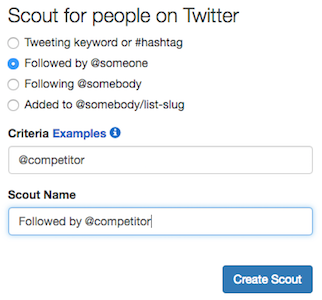 Scout for people on Twitter
Tweeting keyword or #hashtag
Followed by @someone
Following @somebody
Added to @somebody/list-slug
Criteria Examples
@competitor
Scout Name
Followed by @competitor
Create Scout